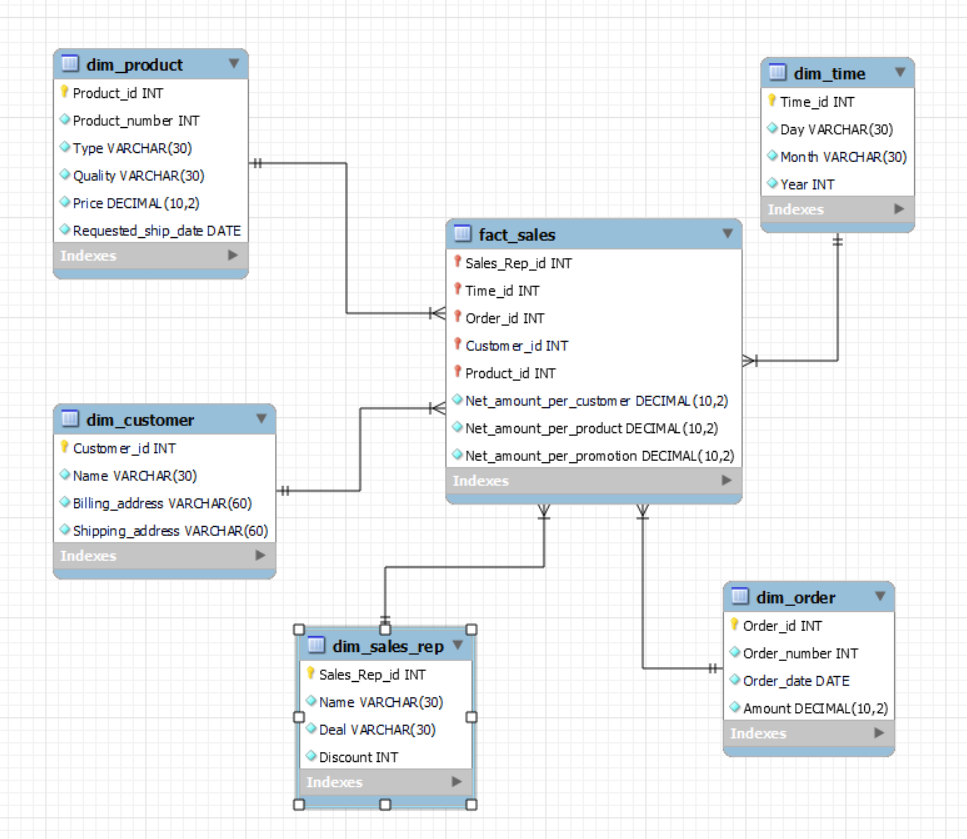 dim_product
Product_id INT
Product_number INT
Type VARCHAR(30)
Quality VARCHAR(30)
Price DECIMAL(10,2)
Requested_ship_date DATE
Indexes
dim_time
Time_id INT
Day VARCHAR(30)
Month VARCHAR(30)
Year INT
Indexes
fact_sales
Sales_Rep_id INT
Time_id INT
Order_id INT
Customer_id INT
Product_id INT
Net_amount_per_customer DECIMAL(10,2)
Net_amount_per_product DECIMAL(10,2)
Net_amount_per_promotion DECIMAL(10,2)
Indexes
dim_customer
Customer_id INT
Name VARCHAR(30)
Billing_address VARCHAR(60)
Shipping_address VARCHAR(60)
Indexes
dim_sales_rep
Sales_Rep_id INT
Name VARCHAR(30)
Deal VARCHAR(30)
Discount INT
Indexes
dim_order
Order_id INT
Order_number INT
Order_date DATE
Amount DECIMAL(10,2)
Indexes